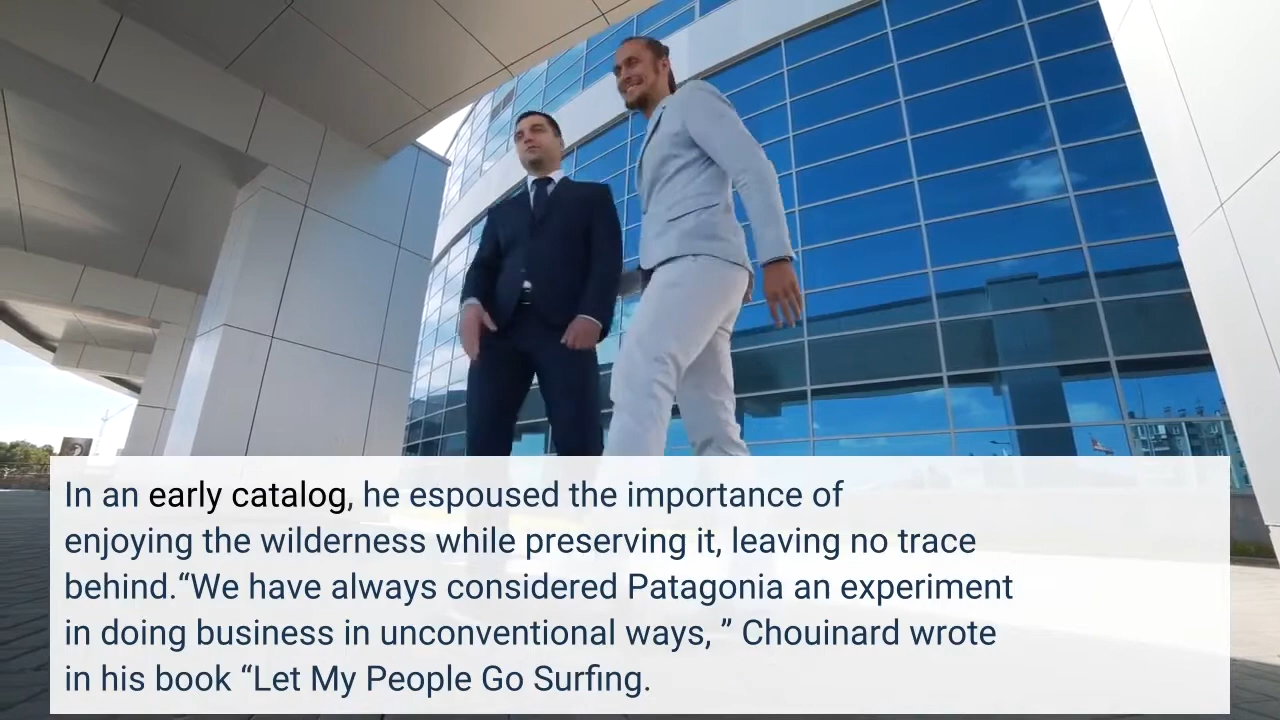 In an early catalog, he espoused the importance of
enjoying the wilderness while preserving it, leaving no trace
behind.“We have always considered Patagonia an experiment
in doing business in unconventional ways, ” Chouinard wrote
in his book “Let My People Go Surfing.